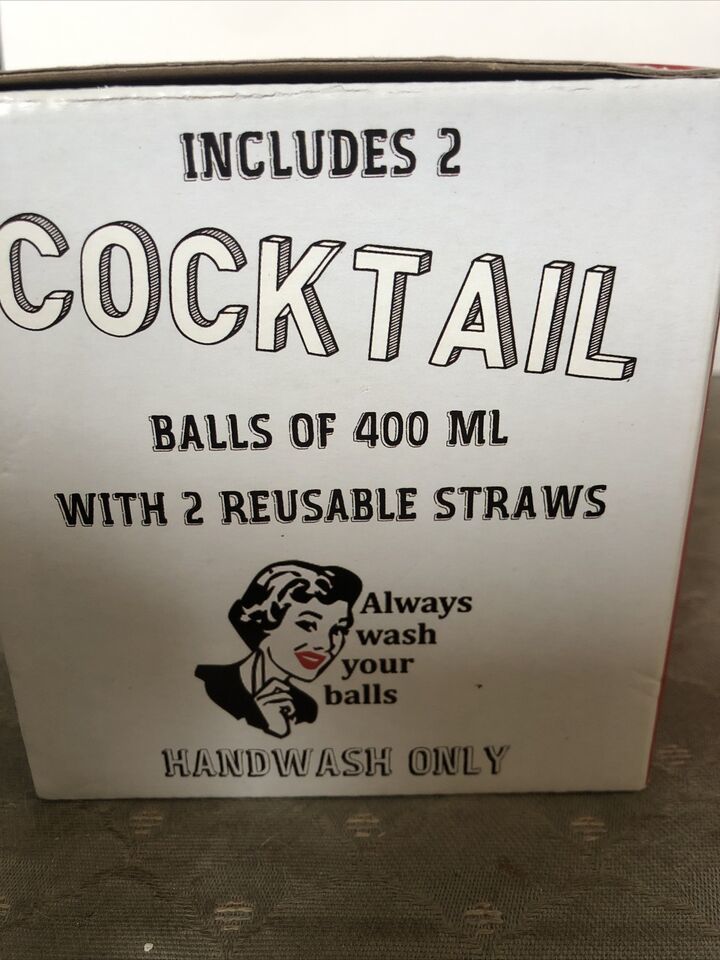 INCLUDES 2
COCKTAIL
BALLS OF 400 ML
WITH 2 REUSABLE STRAWS
Always
wash
your
balls
HANDWASH ONLY